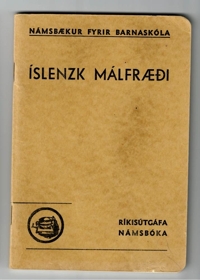 NÁMSBÆKUR FYRIR BARNASKÓLA
ÍSLENZK MÁLFRÆÐI
RÍKISÚTGÁFA
NÁMSBÓKA